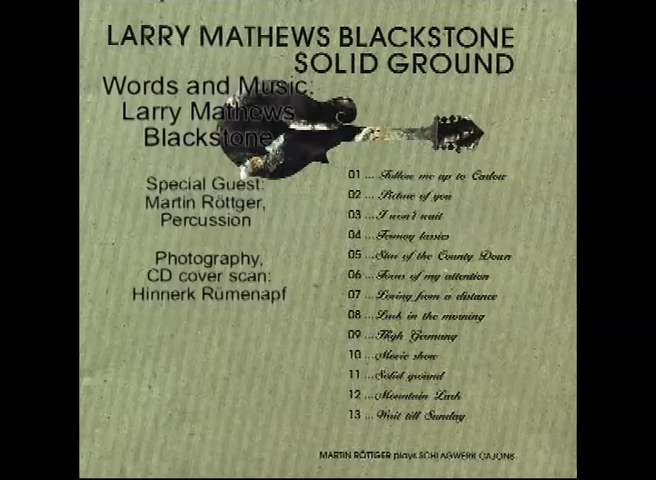 LARRY MATHEWS BLACKSTONE
SOLID GROUND
Words and Music:
Larry Mathews
Blackstone
Special Guest:
Martin Röttger,
Percussion
Photography,
CD cover scan:
Hinnerk Rümenapf
01 ... Follow me up to Carlow
02 ... Picture of you
03 ... I won't wait
04 ... Fermoy lassies
05 ... Star of the County Down
06 ... Focus of my attention
07 ... Loving from a distance
08 ... Lark in the morning
09 ... High Germany
10 ... Movie show
11 ... Solid ground
12 ... Mountain Lark
13 ... Wait till Sunday
MARTIN RÖTTGER plays SCHLAGWERK CAJONS